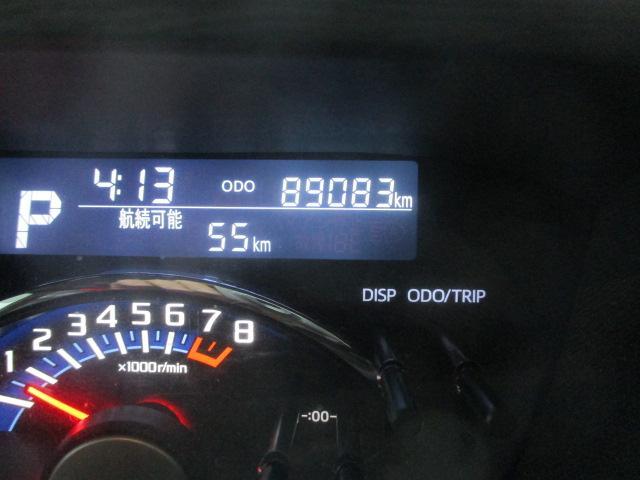 4:13 ODO 89083km
P
航続可能
55km
DISP ODO/TRIP
1 2 3 4 5 6 7 8
×1000r/min
-:00-